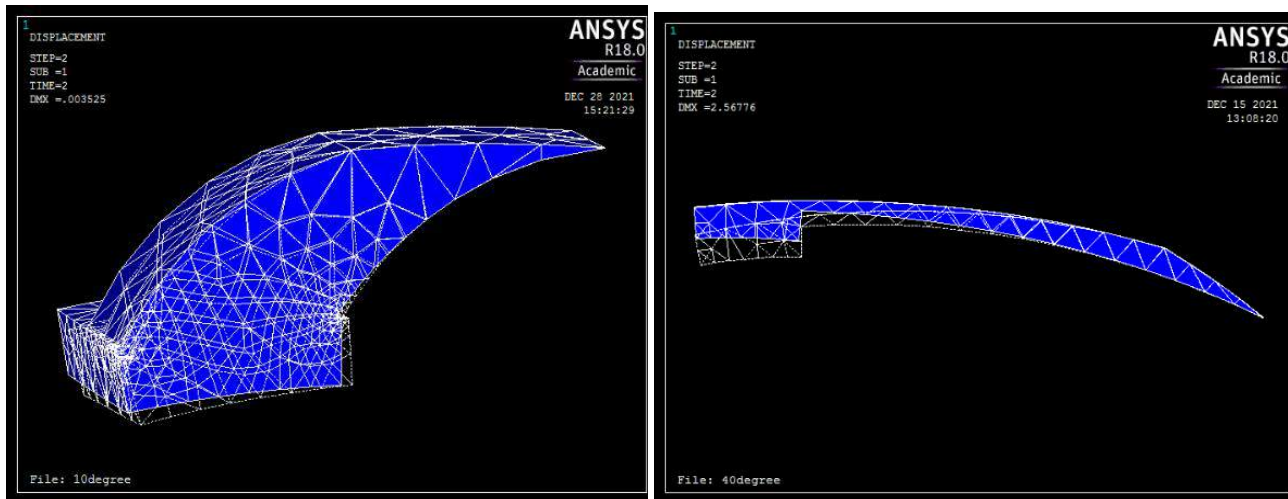 1
DISPLACEMENT
STEP=2
SUB =1
TIME=2
DMX =.003525
ANSYS
R18.0
Academic
DEC 28 2021
15:21:29
File: 10degree
1
DISPLACEMENT
STEP=2
SUB =1
TIME=2
DMX =2.56776
ANSYS
R18.0
Academic
DEC 15 2021
13:08:20
File: 40degree